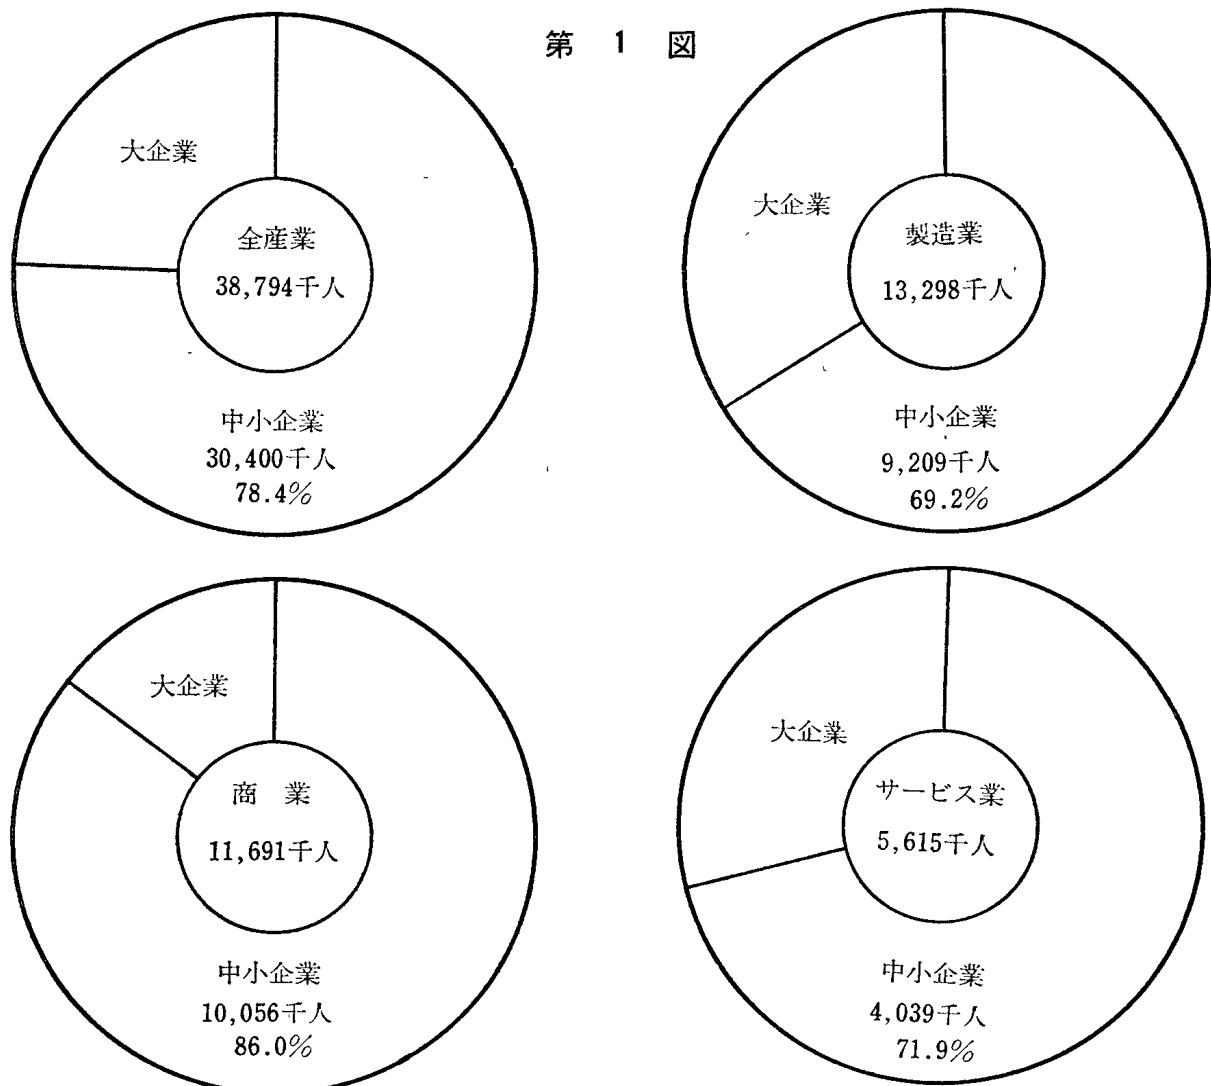 第 1 図
大企業
全産業
38,794千人
中小企業
30,400千人
78.4%
大企業
製造業
13,298千人
中小企業
9,209千人
69.2%
大企業
商 業
11,691千人
中小企業
10,056千人
86.0%
大企業
サービス業
5,615千人
中小企業
4,039千人
71.9%